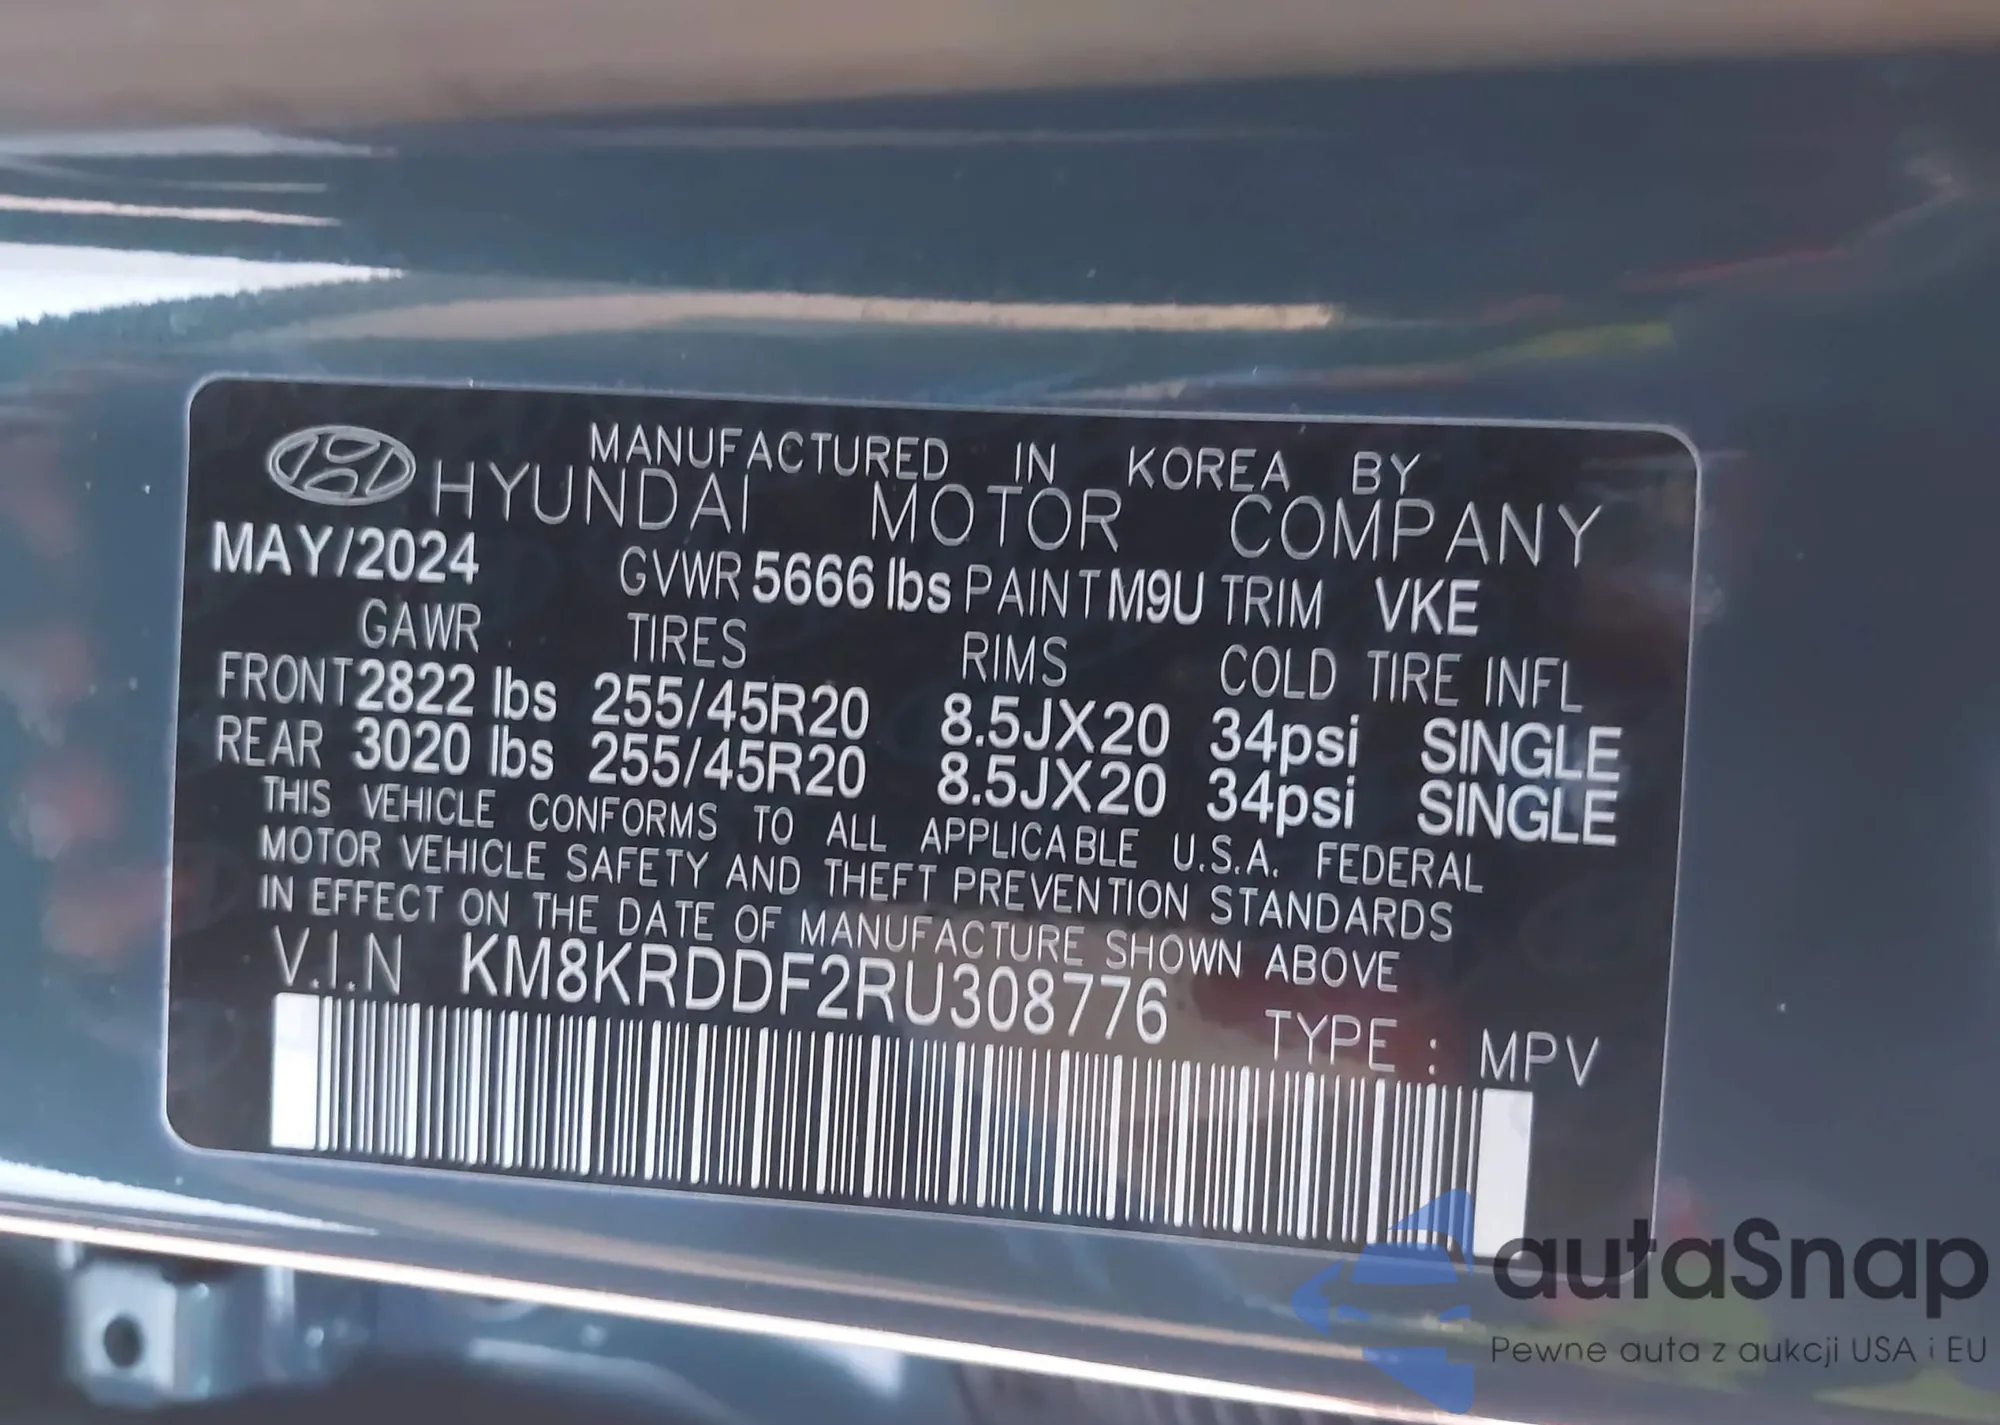 MANUFACTURED IN KOREA BY
HYUNDAI MOTOR COMPANY
MAY/2024 GVWR 5666 lbs PAINT M9U TRIM VKE
GAWR TIRES RIMS COLD TIRE INFL
FRONT 2822 lbs 255/45R20 8.5JX20 34psi SINGLE
REAR 3020 lbs 255/45R20 8.5JX20 34psi SINGLE
THIS VEHICLE CONFORMS TO ALL APPLICABLE U.S.A. FEDERAL
MOTOR VEHICLE SAFETY AND THEFT PREVENTION STANDARDS
IN EFFECT ON THE DATE OF MANUFACTURE SHOWN ABOVE
V.I.N KM8KRDDF2RU308776
TYPE : MPV
autaSnap
Pewne auta z aukcji USA i EU